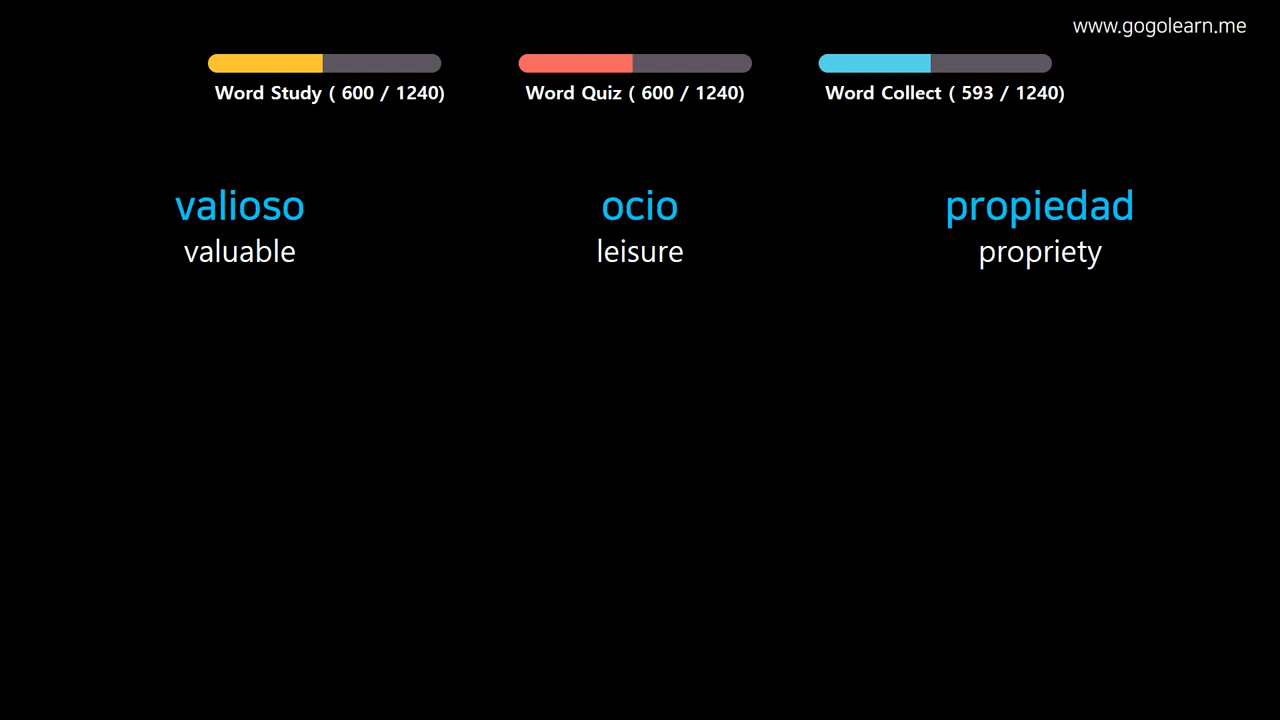 www.gogolearn.me
Word Study ( 600 / 1240)
Word Quiz ( 600 / 1240)
Word Collect ( 593 / 1240)
valioso
valuable
ocio
leisure
propiedad
propriety